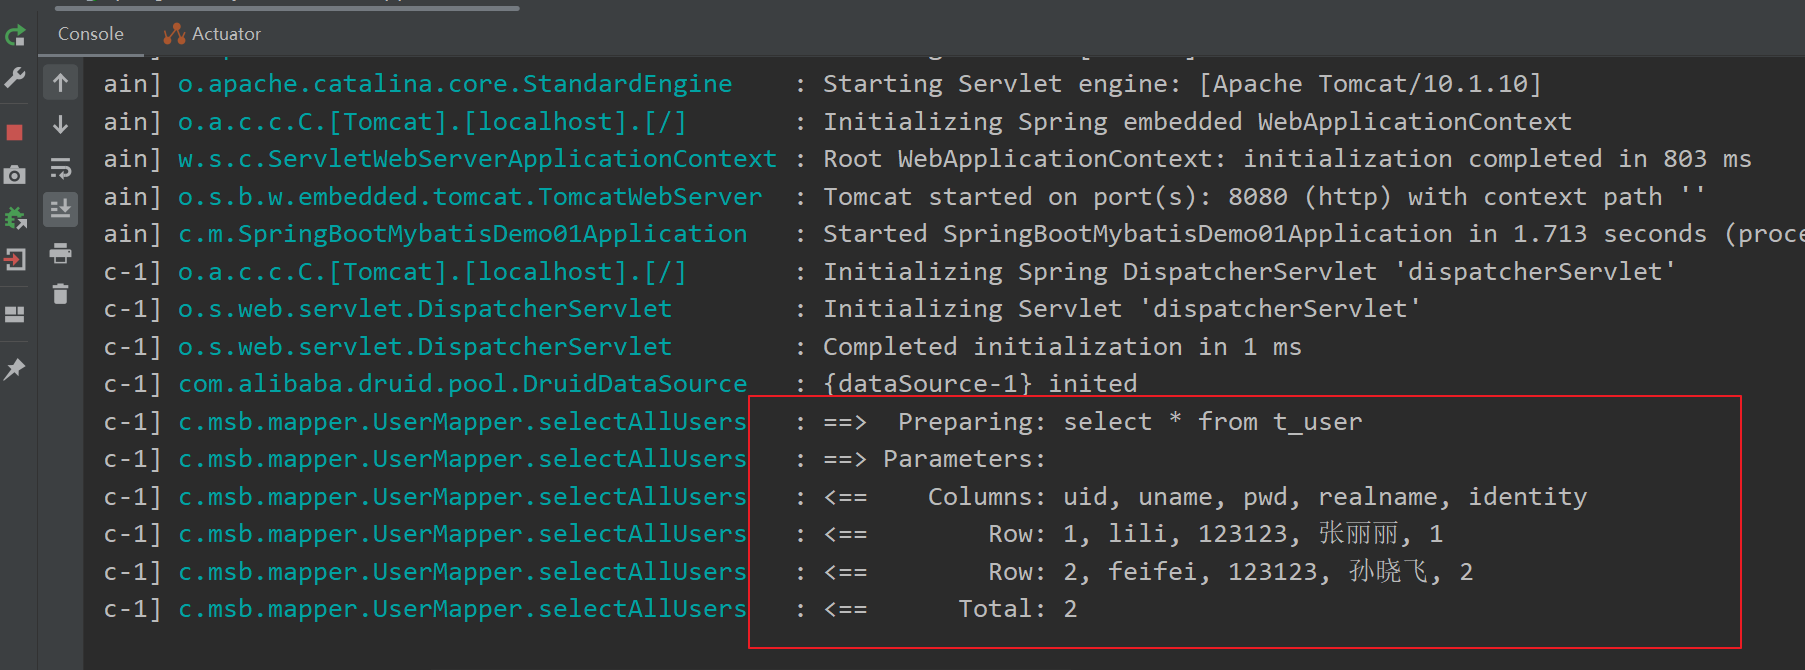 Console Actuator
ain] o.apache.catalina.core.StandardEngine : Starting Servlet engine: [Apache Tomcat/10.1.10]
ain] o.a.c.c.C.[Tomcat].[localhost].[/] : Initializing Spring embedded WebApplicationContext
ain] w.s.c.ServletWebServerApplicationContext : Root WebApplicationContext: initialization completed in 803 ms
ain] o.s.b.w.embedded.tomcat.TomcatWebServer : Tomcat started on port(s): 8080 (http) with context path ''
ain] c.m.SpringBootMybatisDemo01Application : Started SpringBootMybatisDemo01Application in 1.713 seconds (proce
c-1] o.a.c.c.C.[Tomcat].[localhost].[/] : Initializing Spring DispatcherServlet 'dispatcherServlet'
c-1] o.s.web.servlet.DispatcherServlet : Initializing Servlet 'dispatcherServlet'
c-1] o.s.web.servlet.DispatcherServlet : Completed initialization in 1 ms
c-1] com.alibaba.druid.pool.DruidDataSource : {dataSource-1} inited
c-1] c.msb.mapper.UserMapper.selectAllUsers : ==>  Preparing: select * from t_user
c-1] c.msb.mapper.UserMapper.selectAllUsers : ==> Parameters:
c-1] c.msb.mapper.UserMapper.selectAllUsers : <==    Columns: uid, uname, pwd, realname, identity
c-1] c.msb.mapper.UserMapper.selectAllUsers : <==        Row: 1, lili, 123123, 张丽丽, 1
c-1] c.msb.mapper.UserMapper.selectAllUsers : <==        Row: 2, feifei, 123123, 孙晓飞, 2
c-1] c.msb.mapper.UserMapper.selectAllUsers : <==      Total: 2